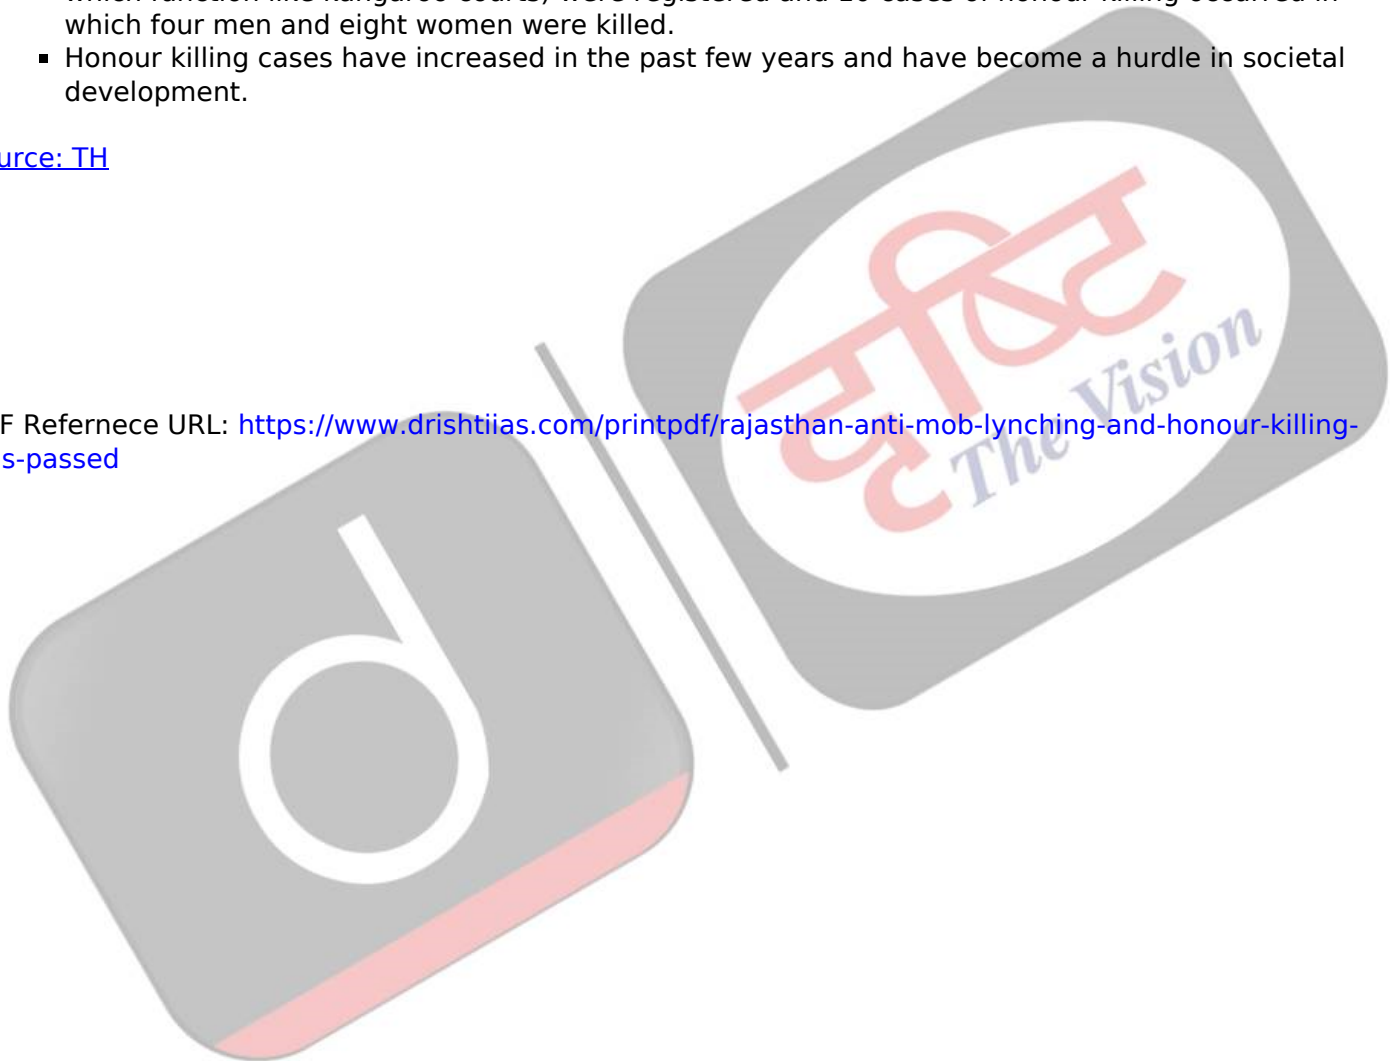 which four men and eight women were killed.
Honour killing cases have increased in the past few years and have become a hurdle in societal
development.
urce: TH
F Refernece URL: https://www.drishtiias.com/printpdf/rajasthan-anti-mob-lynching-and-honour-killing-
s-passed
दृष्टि
The Vision
d